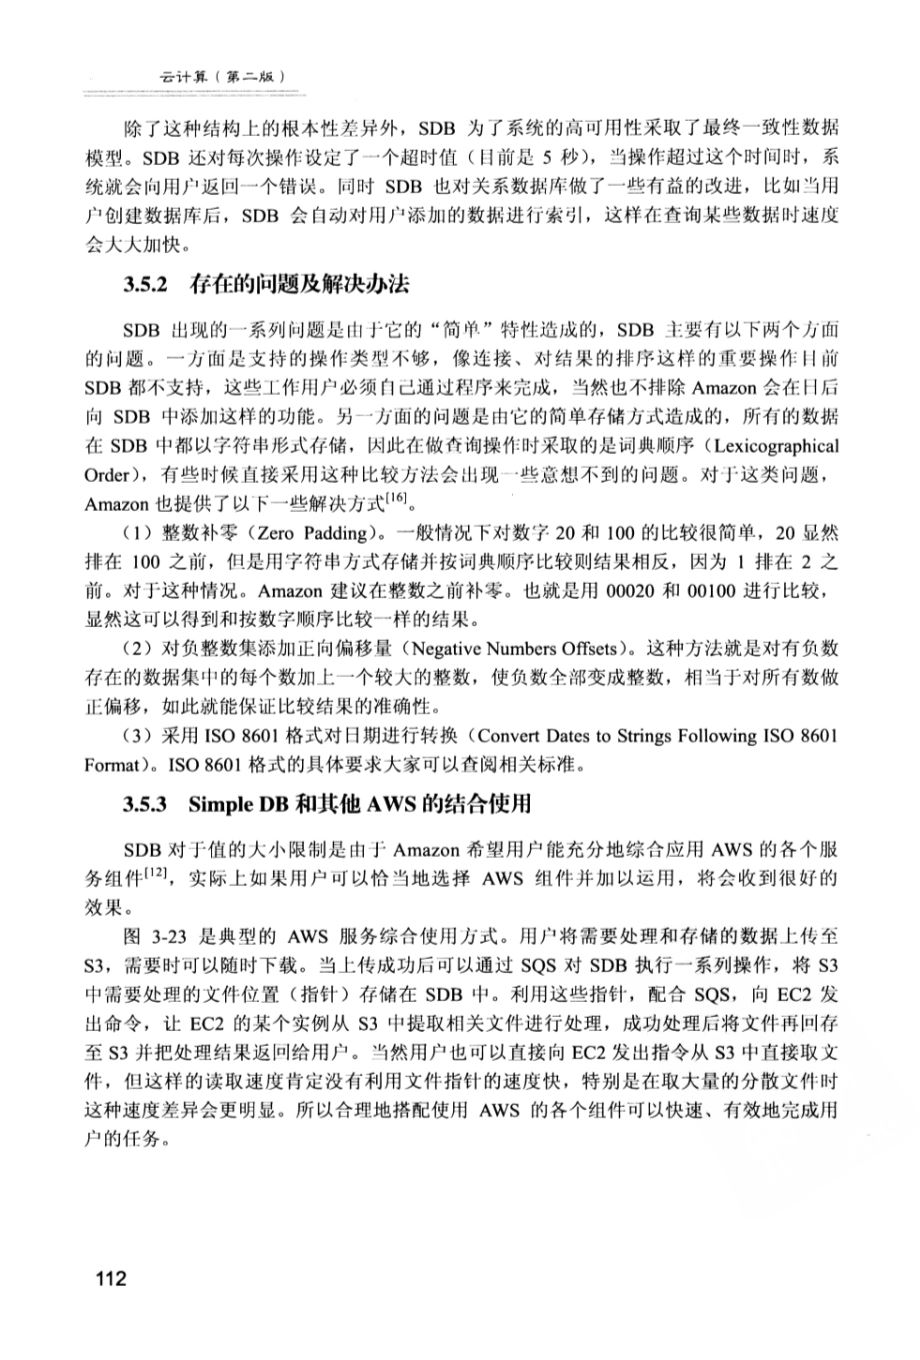 云计算（第二版）
除了这种结构上的根本性差异外，SDB 为了系统的高可用性采取了最终一致性数据
模型。SDB 还对每次操作设定了一个超时值（目前是 5 秒），当操作超过这个时间时，系
统就会向用户返回一个错误。同时 SDB 也对关系数据库做了一些有益的改进，比如当用
户创建数据库后，SDB 会自动对用户添加的数据进行索引，这样在查询某些数据时速度
会大大加快。
3.5.2 存在的问题及解决办法
SDB 出现的一系列问题是由于它的“简单”特性造成的，SDB 主要有以下两个方面
的问题。一方面是支持的操作类型不够，像连接、对结果的排序这样的重要操作目前
SDB 都不支持，这些工作用户必须自己通过程序来完成，当然也不排除 Amazon 会在日后
向 SDB 中添加这样的功能。另一方面的问题是由它的简单存储方式造成的，所有的数据
在 SDB 中都以字符串形式存储，因此在做查询操作时采取的是词典顺序（Lexicographical
Order），有些时候直接采用这种比较方法会出现一些意想不到的问题。对于这类问题，
Amazon 也提供了以下一些解决方式[16]。
（1）整数补零（Zero Padding）。一般情况下对数字 20 和 100 的比较很简单，20 显然
排在 100 之前，但是用字符串方式存储并按词典顺序比较则结果相反，因为 1 排在 2 之
前。对于这种情况。Amazon 建议在整数之前补零。也就是用 00020 和 00100 进行比较，
显然这可以得到和按数字顺序比较一样的结果。
（2）对负整数集添加正向偏移量（Negative Numbers Offsets）。这种方法就是对有负数
存在的数据集中的每个数加上一个较大的整数，使负数全部变成整数，相当于对所有数做
正偏移，如此就能保证比较结果的准确性。
（3）采用 ISO 8601 格式对日期进行转换（Convert Dates to Strings Following ISO 8601
Format）。ISO 8601 格式的具体要求大家可以查阅相关标准。
3.5.3 Simple DB 和其他 AWS 的结合使用
SDB 对于值的大小限制是由于 Amazon 希望用户能充分地综合应用 AWS 的各个服
务组件[12]，实际上如果用户可以恰当地选择 AWS 组件并加以运用，将会收到很好的
效果。
图 3-23 是典型的 AWS 服务综合使用方式。用户将需要处理和存储的数据上传至
S3，需要时可以随时下载。当上传成功后可以通过 SQS 对 SDB 执行一系列操作，将 S3
中需要处理的文件位置（指针）存储在 SDB 中。利用这些指针，配合 SQS，向 EC2 发
出命令，让 EC2 的某个实例从 S3 中提取相关文件进行处理，成功处理后将文件再回存
至 S3 并把处理结果返回给用户。当然用户也可以直接向 EC2 发出指令从 S3 中直接取文
件，但这样的读取速度肯定没有利用文件指针的速度快，特别是在取大量的分散文件时
这种速度差异会更明显。所以合理地搭配使用 AWS 的各个组件可以快速、有效地完成用
户的任务。
112